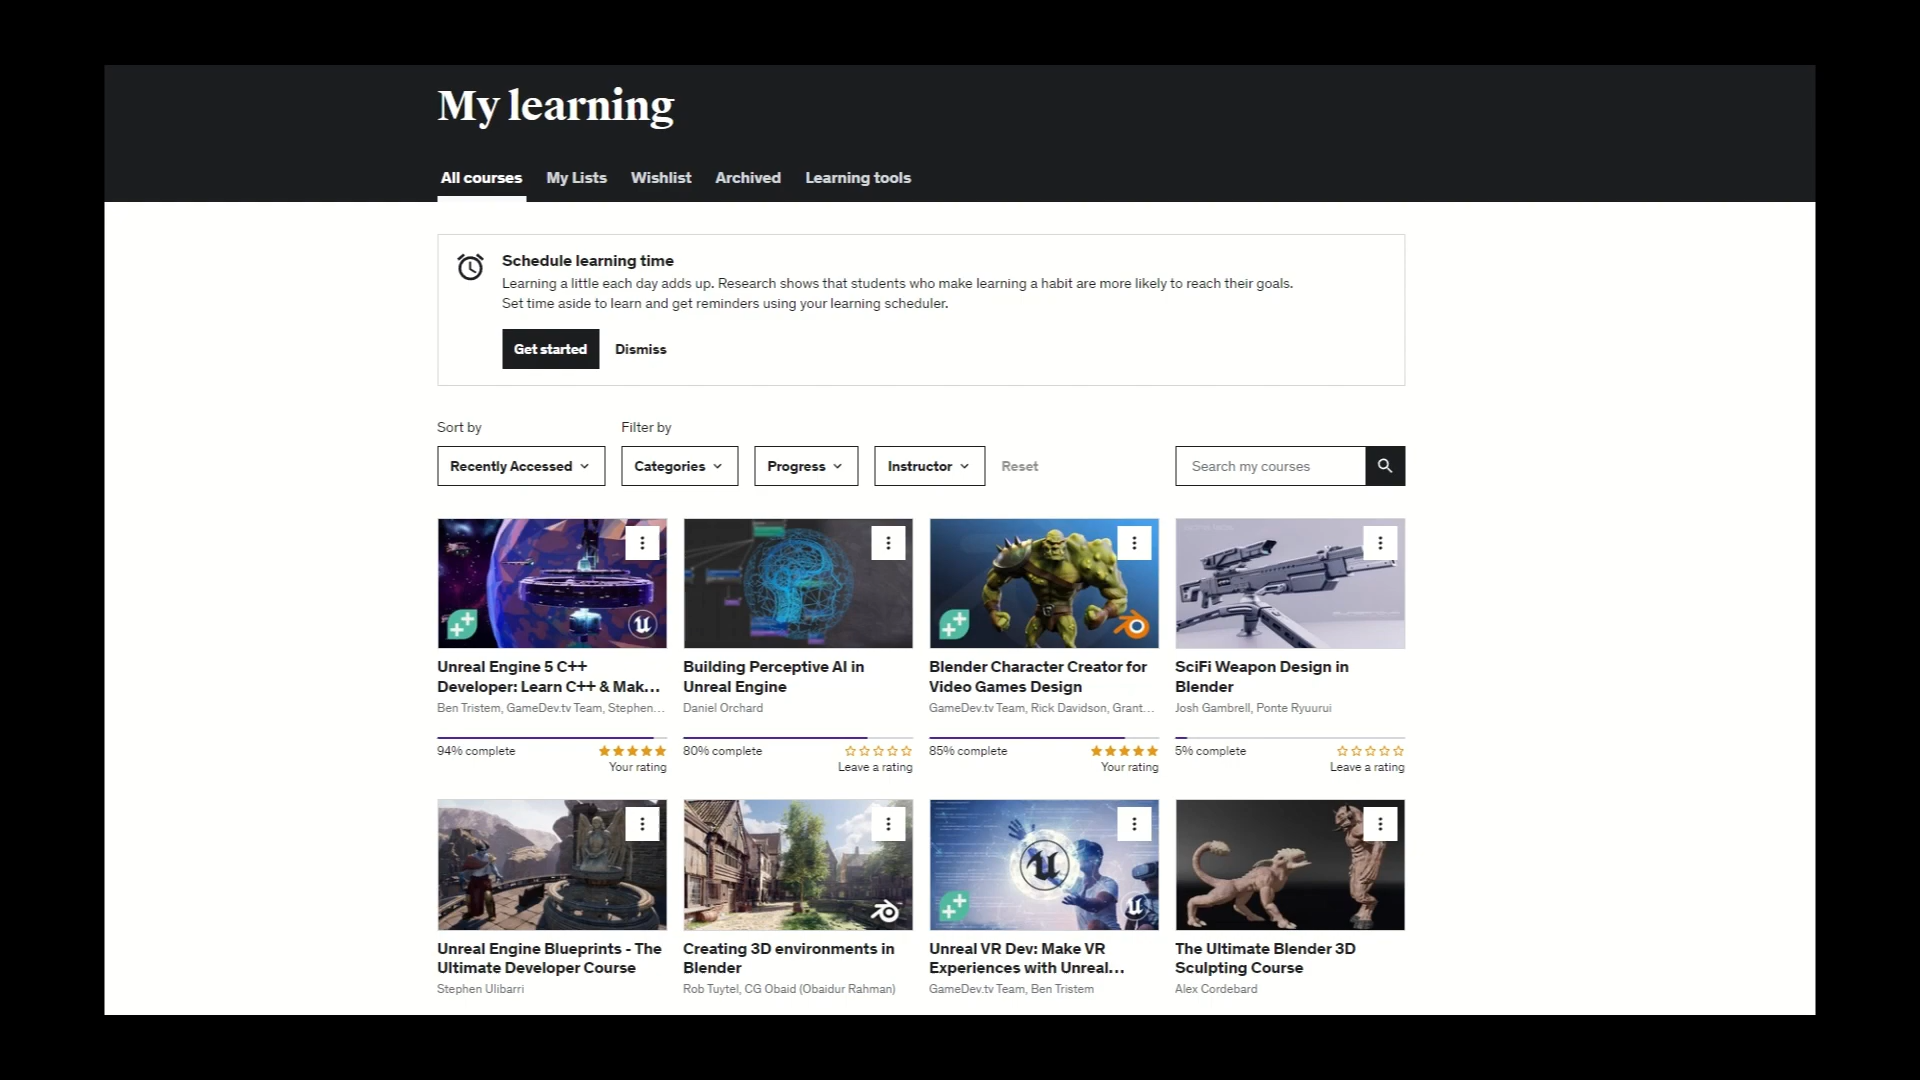 My learning
All courses
My Lists
Wishlist
Archived
Learning tools
Schedule learning time
Learning a little each day adds up. Research shows that students who make learning a habit are more likely to reach their goals.
Set time aside to learn and get reminders using your learning scheduler.
Get started
Dismiss
Sort by
Filter by
Recently Accessed
Categories
Progress
Instructor
Reset
Search my courses
Unreal Engine 5 C++
Developer: Learn C++ & Mak...
Ben Tristem, GameDev.tv Team, Stephen...
94% complete
Your rating
Building Perceptive AI in
Unreal Engine
Daniel Orchard
80% complete
Leave a rating
Blender Character Creator for
Video Games Design
GameDev.tv Team, Rick Davidson, Grant...
85% complete
Your rating
SciFi Weapon Design in
Blender
Josh Gambrell, Ponte Ryuurui
5% complete
Leave a rating
Unreal Engine Blueprints - The
Ultimate Developer Course
Stephen Ulibarri
Creating 3D environments in
Blender
Rob Tuytel, CG Obaid (Obaidur Rahman)
Unreal VR Dev: Make VR
Experiences with Unreal...
GameDev.tv Team, Ben Tristem
The Ultimate Blender 3D
Sculpting Course
Alex Cordebard